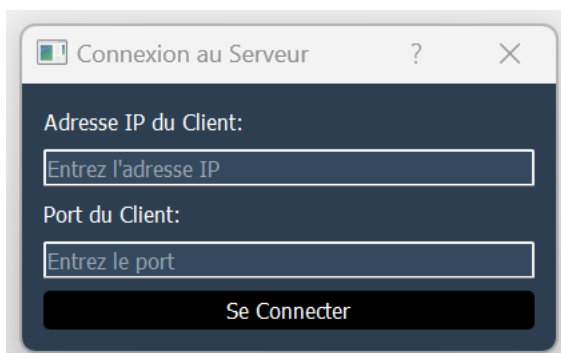 Connexion au Serveur ?
Adresse IP du Client:
Entrez l'adresse IP
Port du Client:
Entrez le port
Se Connecter